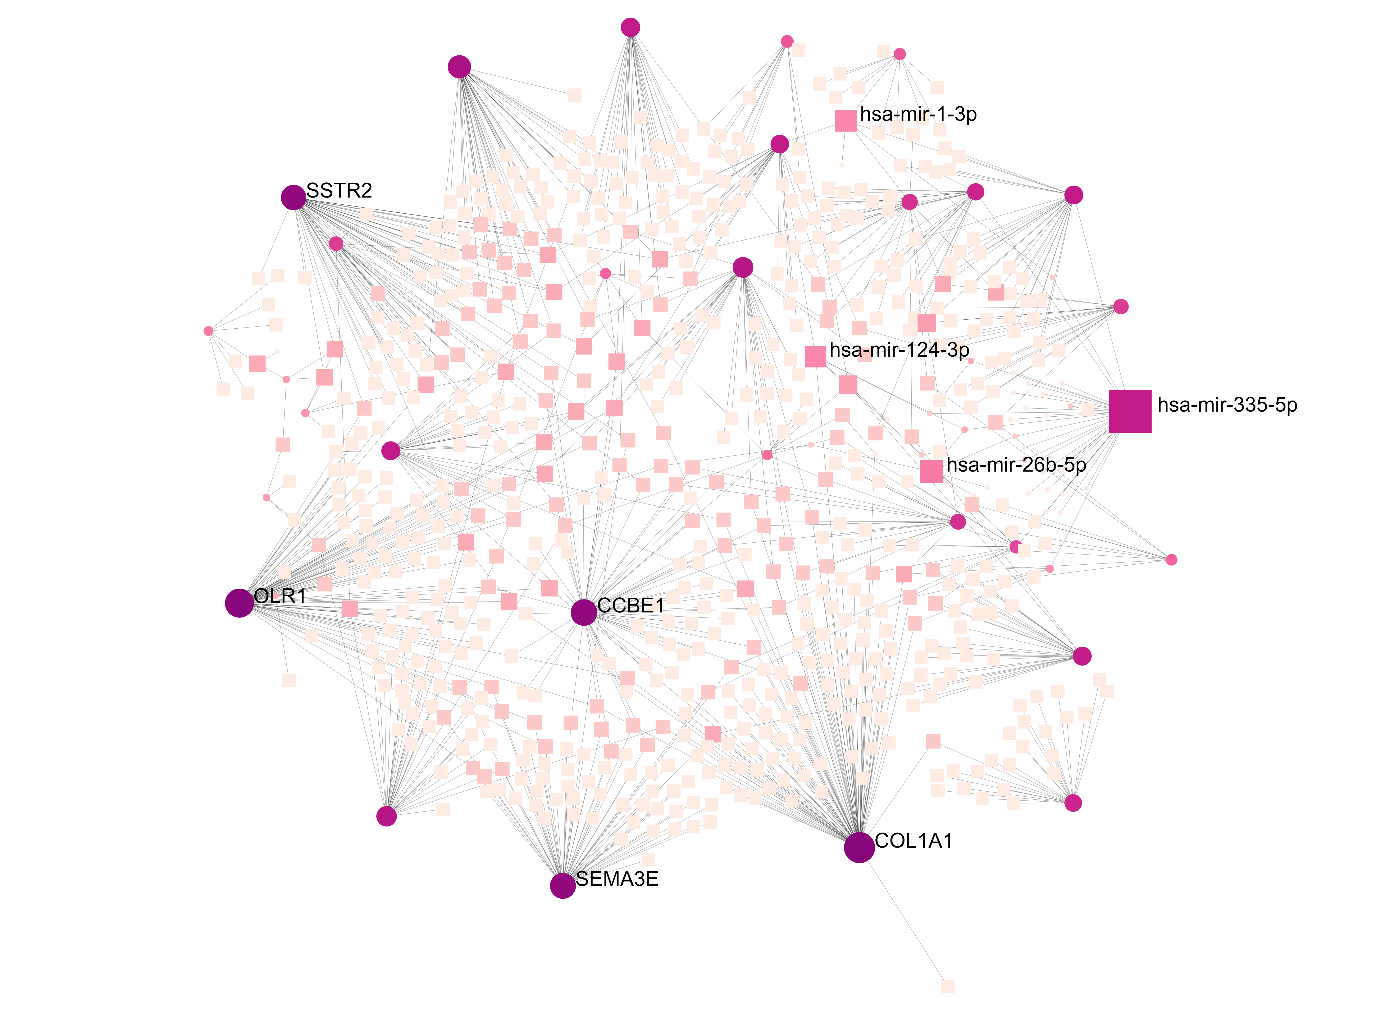 hsa-mir-1-3p
SSTR2
hsa-mir-124-3p
hsa-mir-335-5p
hsa-mir-26b-5p
OLR1
CCBE1
COL1A1
SEMA3E